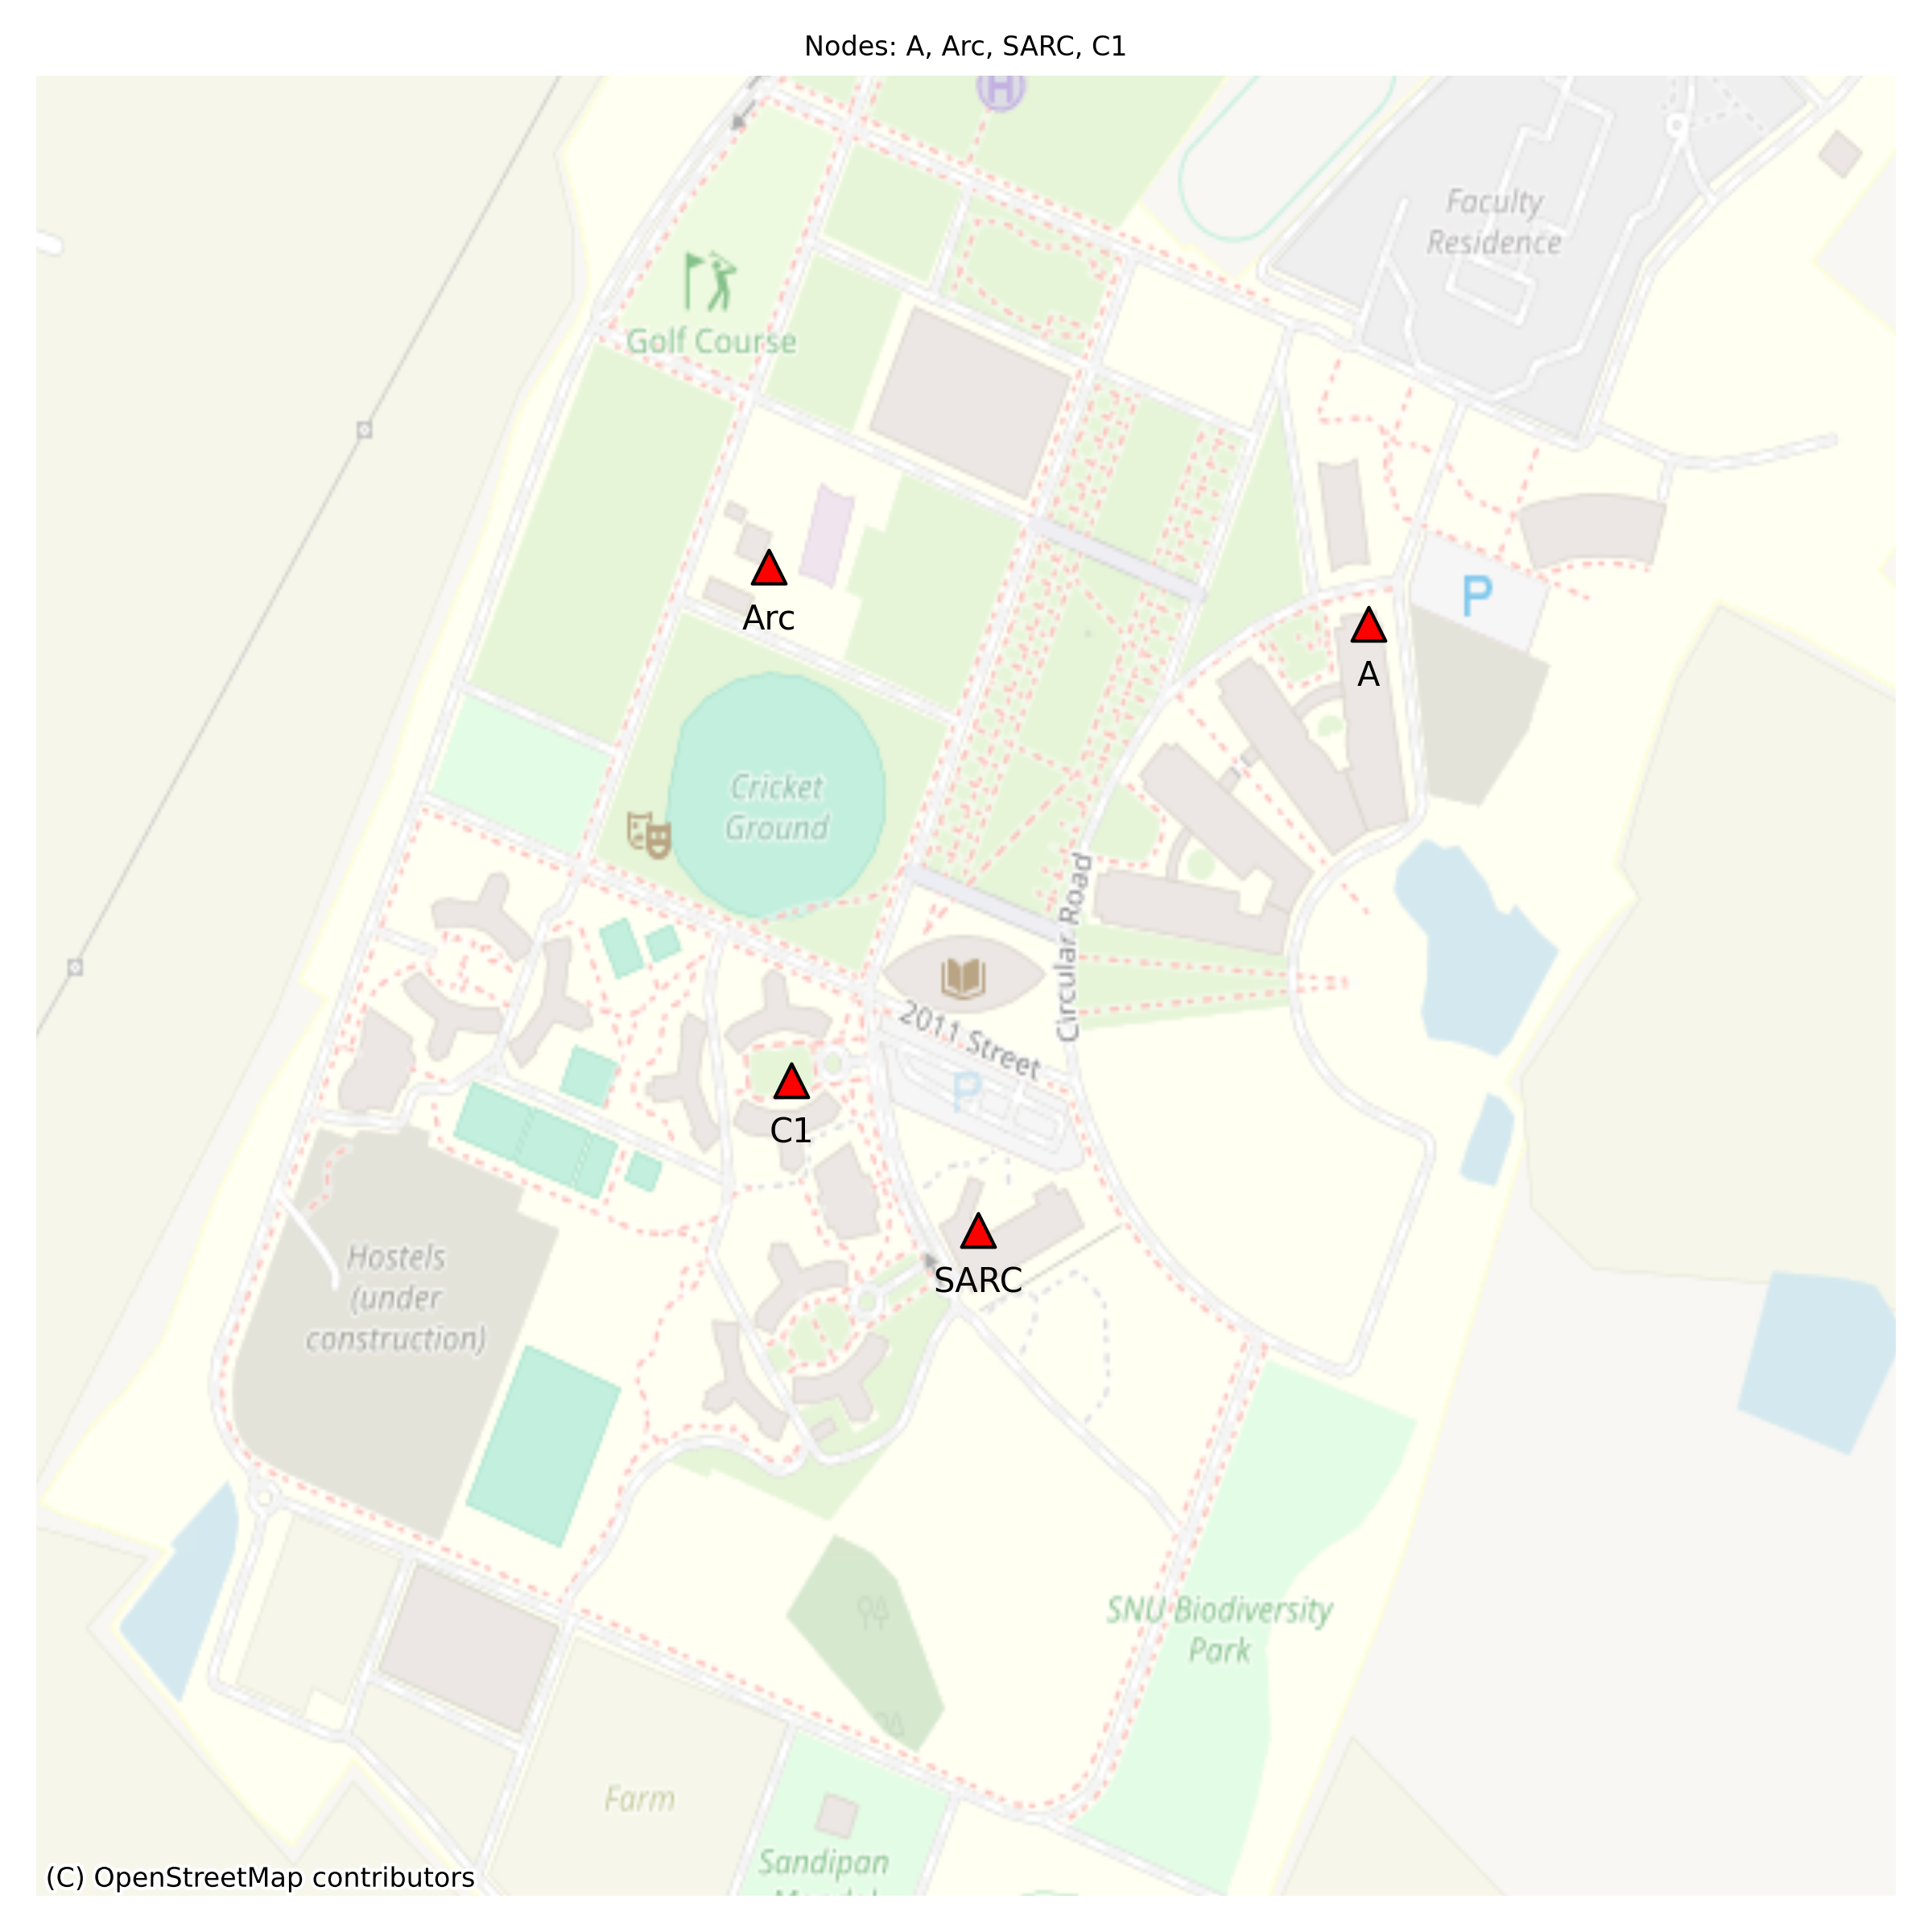 Nodes: A, Arc, SARC, C1
H
Faculty
Residence
Golf Course
Arc
P
A
Cricket
Ground
Circular Road
2011 Street
P
C1
SARC
Hostels
(under
construction)
SNU Biodiversity
Park
Farm
Sandipan
(C) OpenStreetMap contributors